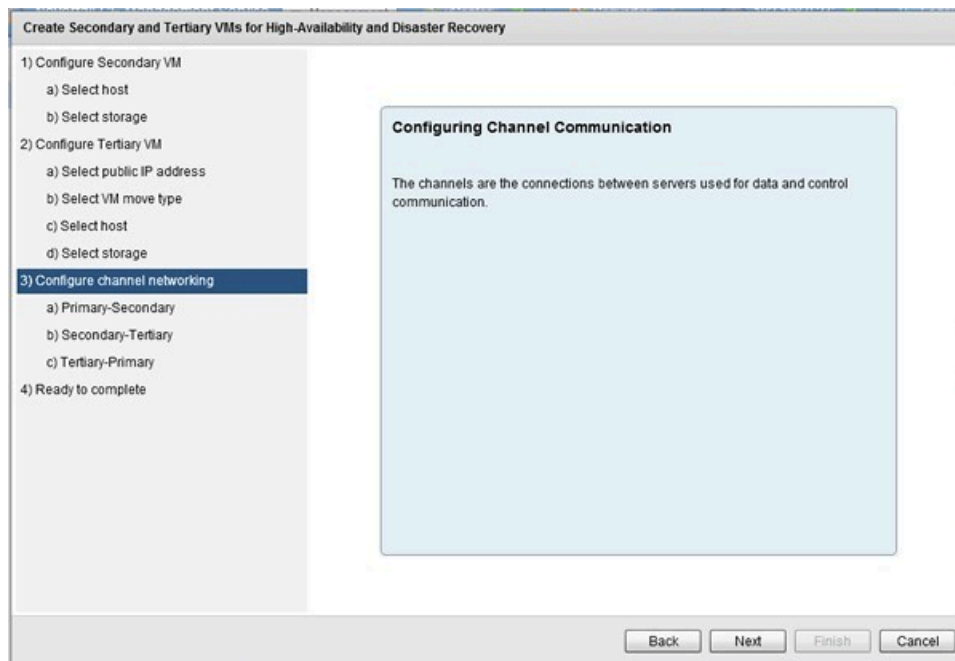 Create Secondary and Tertiary VMs for High-Availability and Disaster Recovery
1) Configure Secondary VM
a) Select host
b) Select storage
2) Configure Tertiary VM
a) Select public IP address
b) Select VM move type
c) Select host
d) Select storage
3) Configure channel networking
a) Primary-Secondary
b) Secondary-Tertiary
c) Tertiary-Primary
4) Ready to complete
Configuring Channel Communication
The channels are the connections between servers used for data and control
communication.
Back
Next
Finish
Cancel